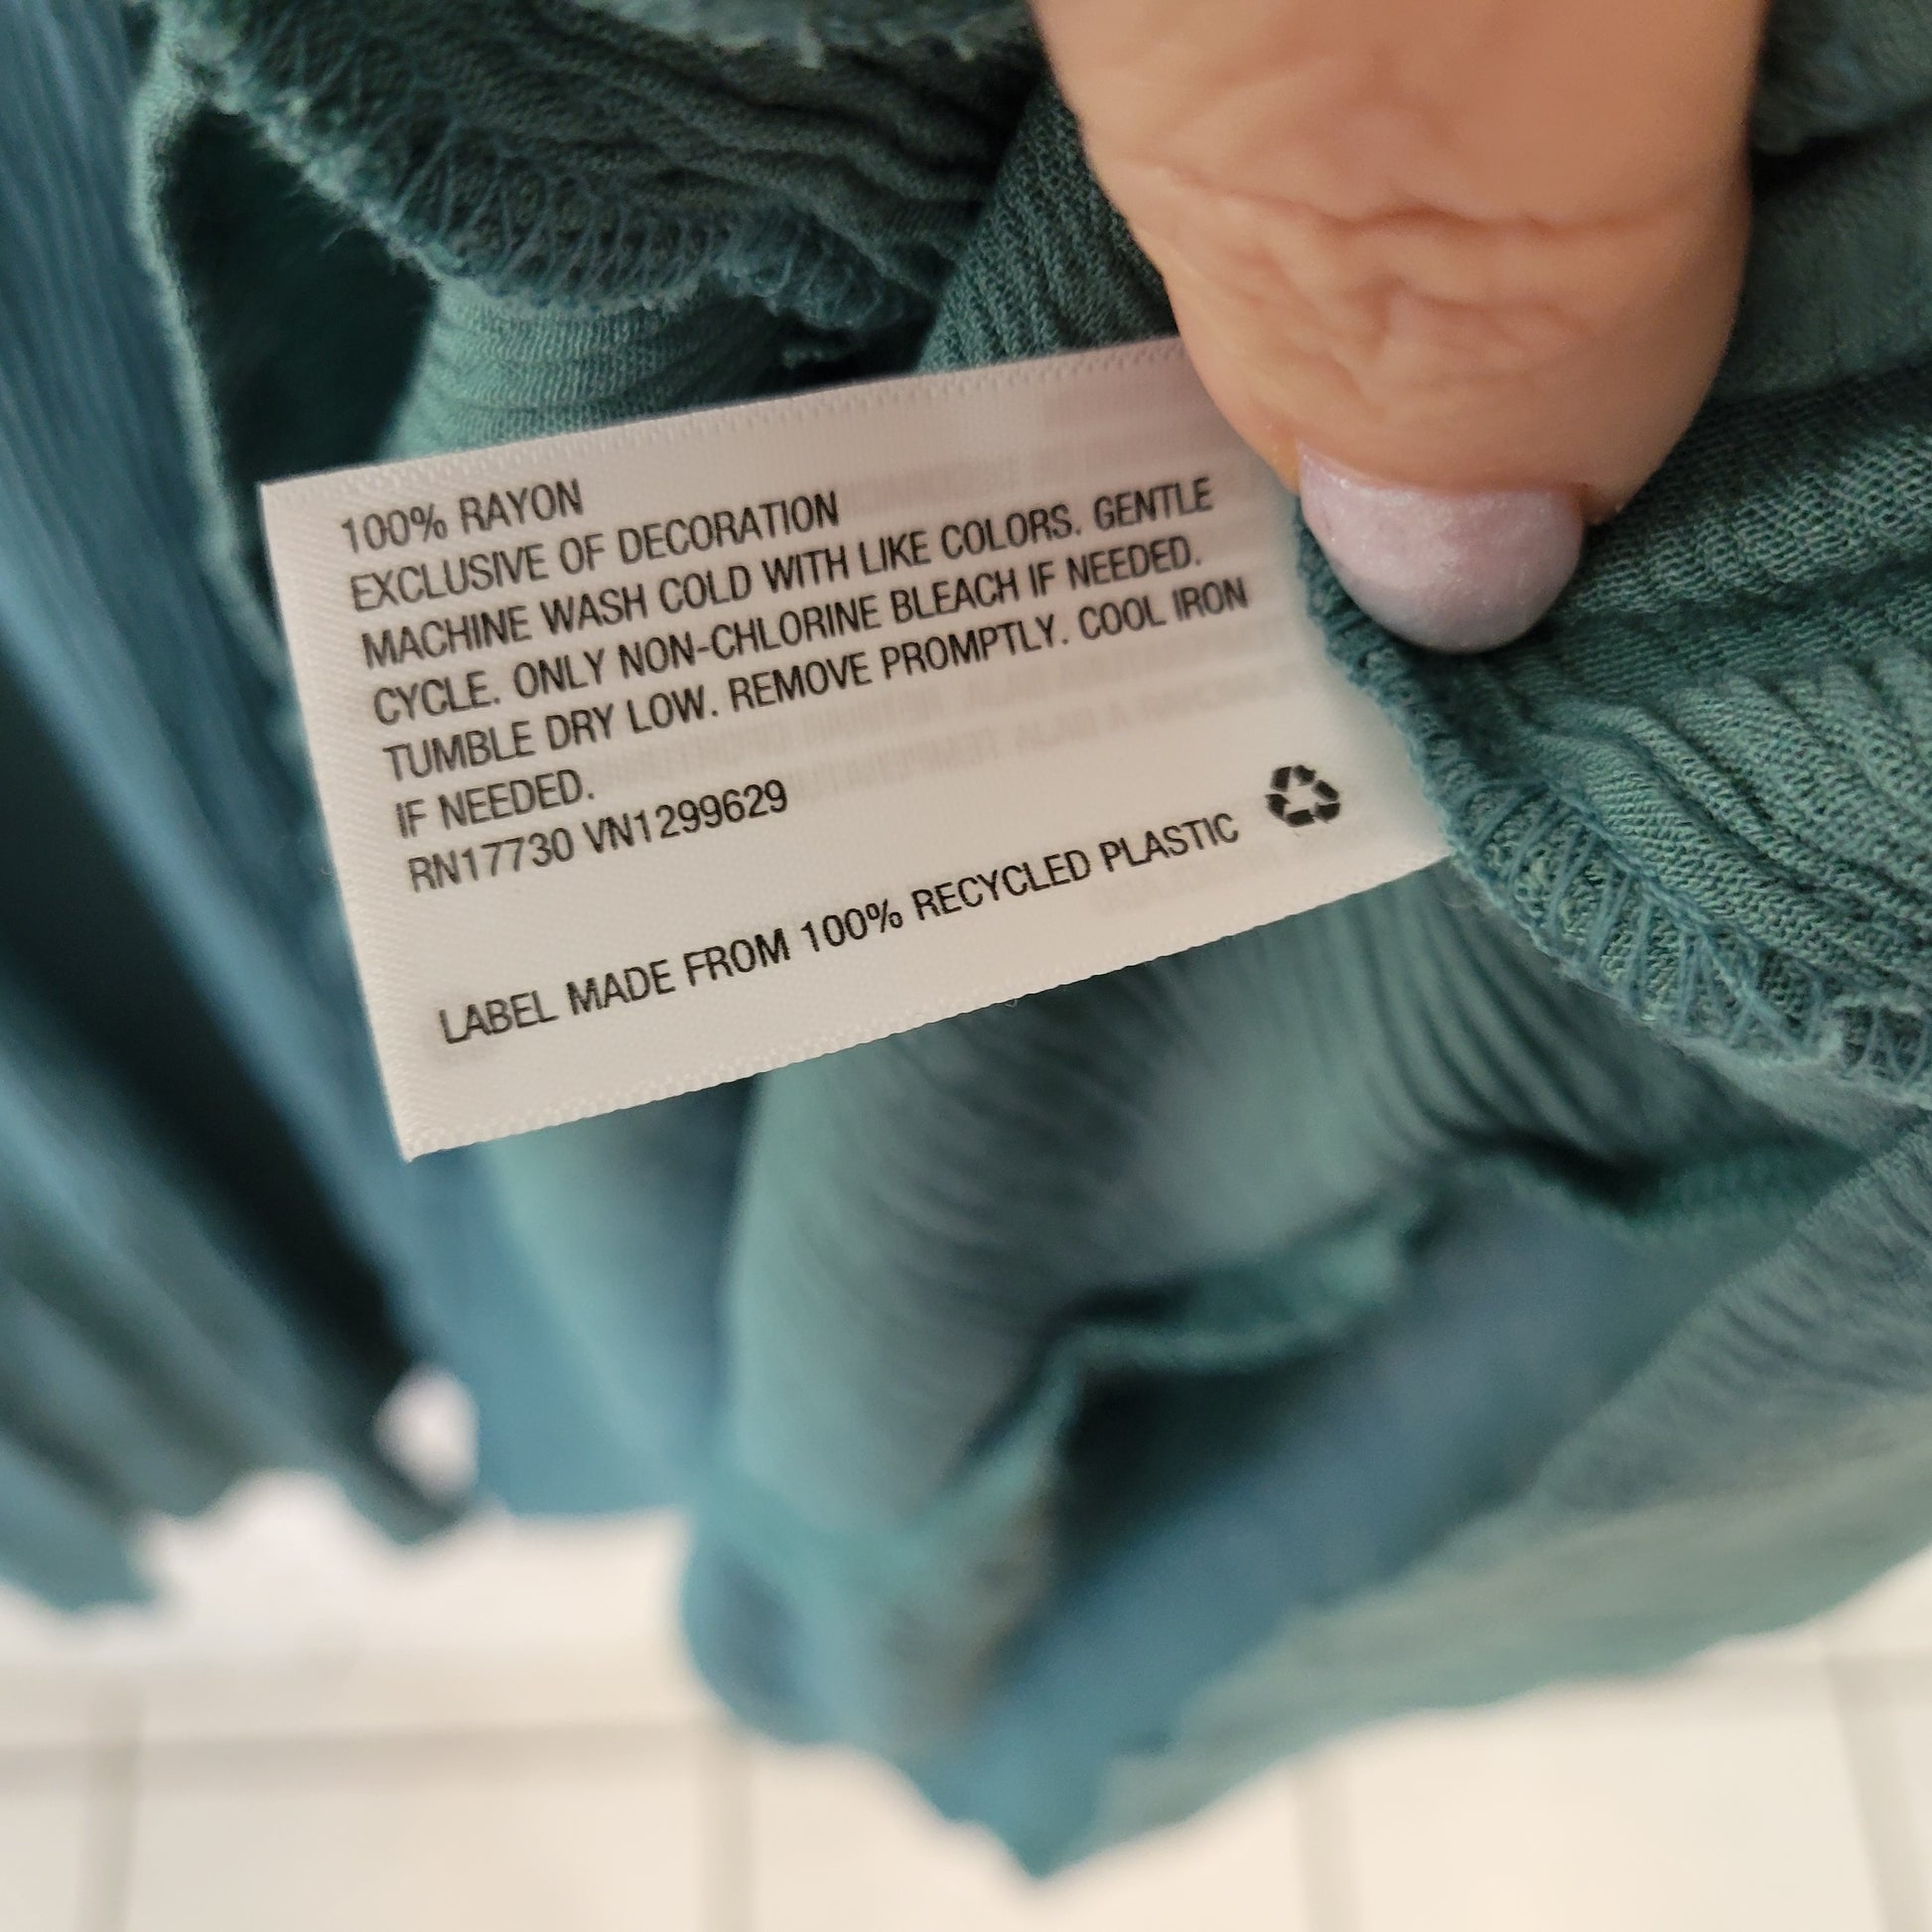 100% RAYON
EXCLUSIVE OF DECORATION
MACHINE WASH COLD WITH LIKE COLORS. GENTLE
CYCLE. ONLY NON-CHLORINE BLEACH IF NEEDED.
TUMBLE DRY LOW. REMOVE PROMPTLY. COOL IRON
IF NEEDED.
RN17730 VN1299629
LABEL MADE FROM 100% RECYCLED PLASTIC